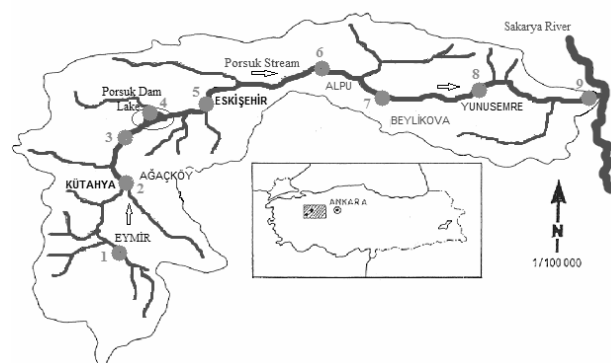 Sakarya River
Porsuk Stream
6
8
9
Porsuk Dam
Lake
4
5
ESKİŞEHİR
ALPU
7
YUNUSEMRE
BEYLİKOVA
3
KÜTAHYA
AĞAÇKÖY
2
EYMİR
1
ANKARA
N
1/100 000